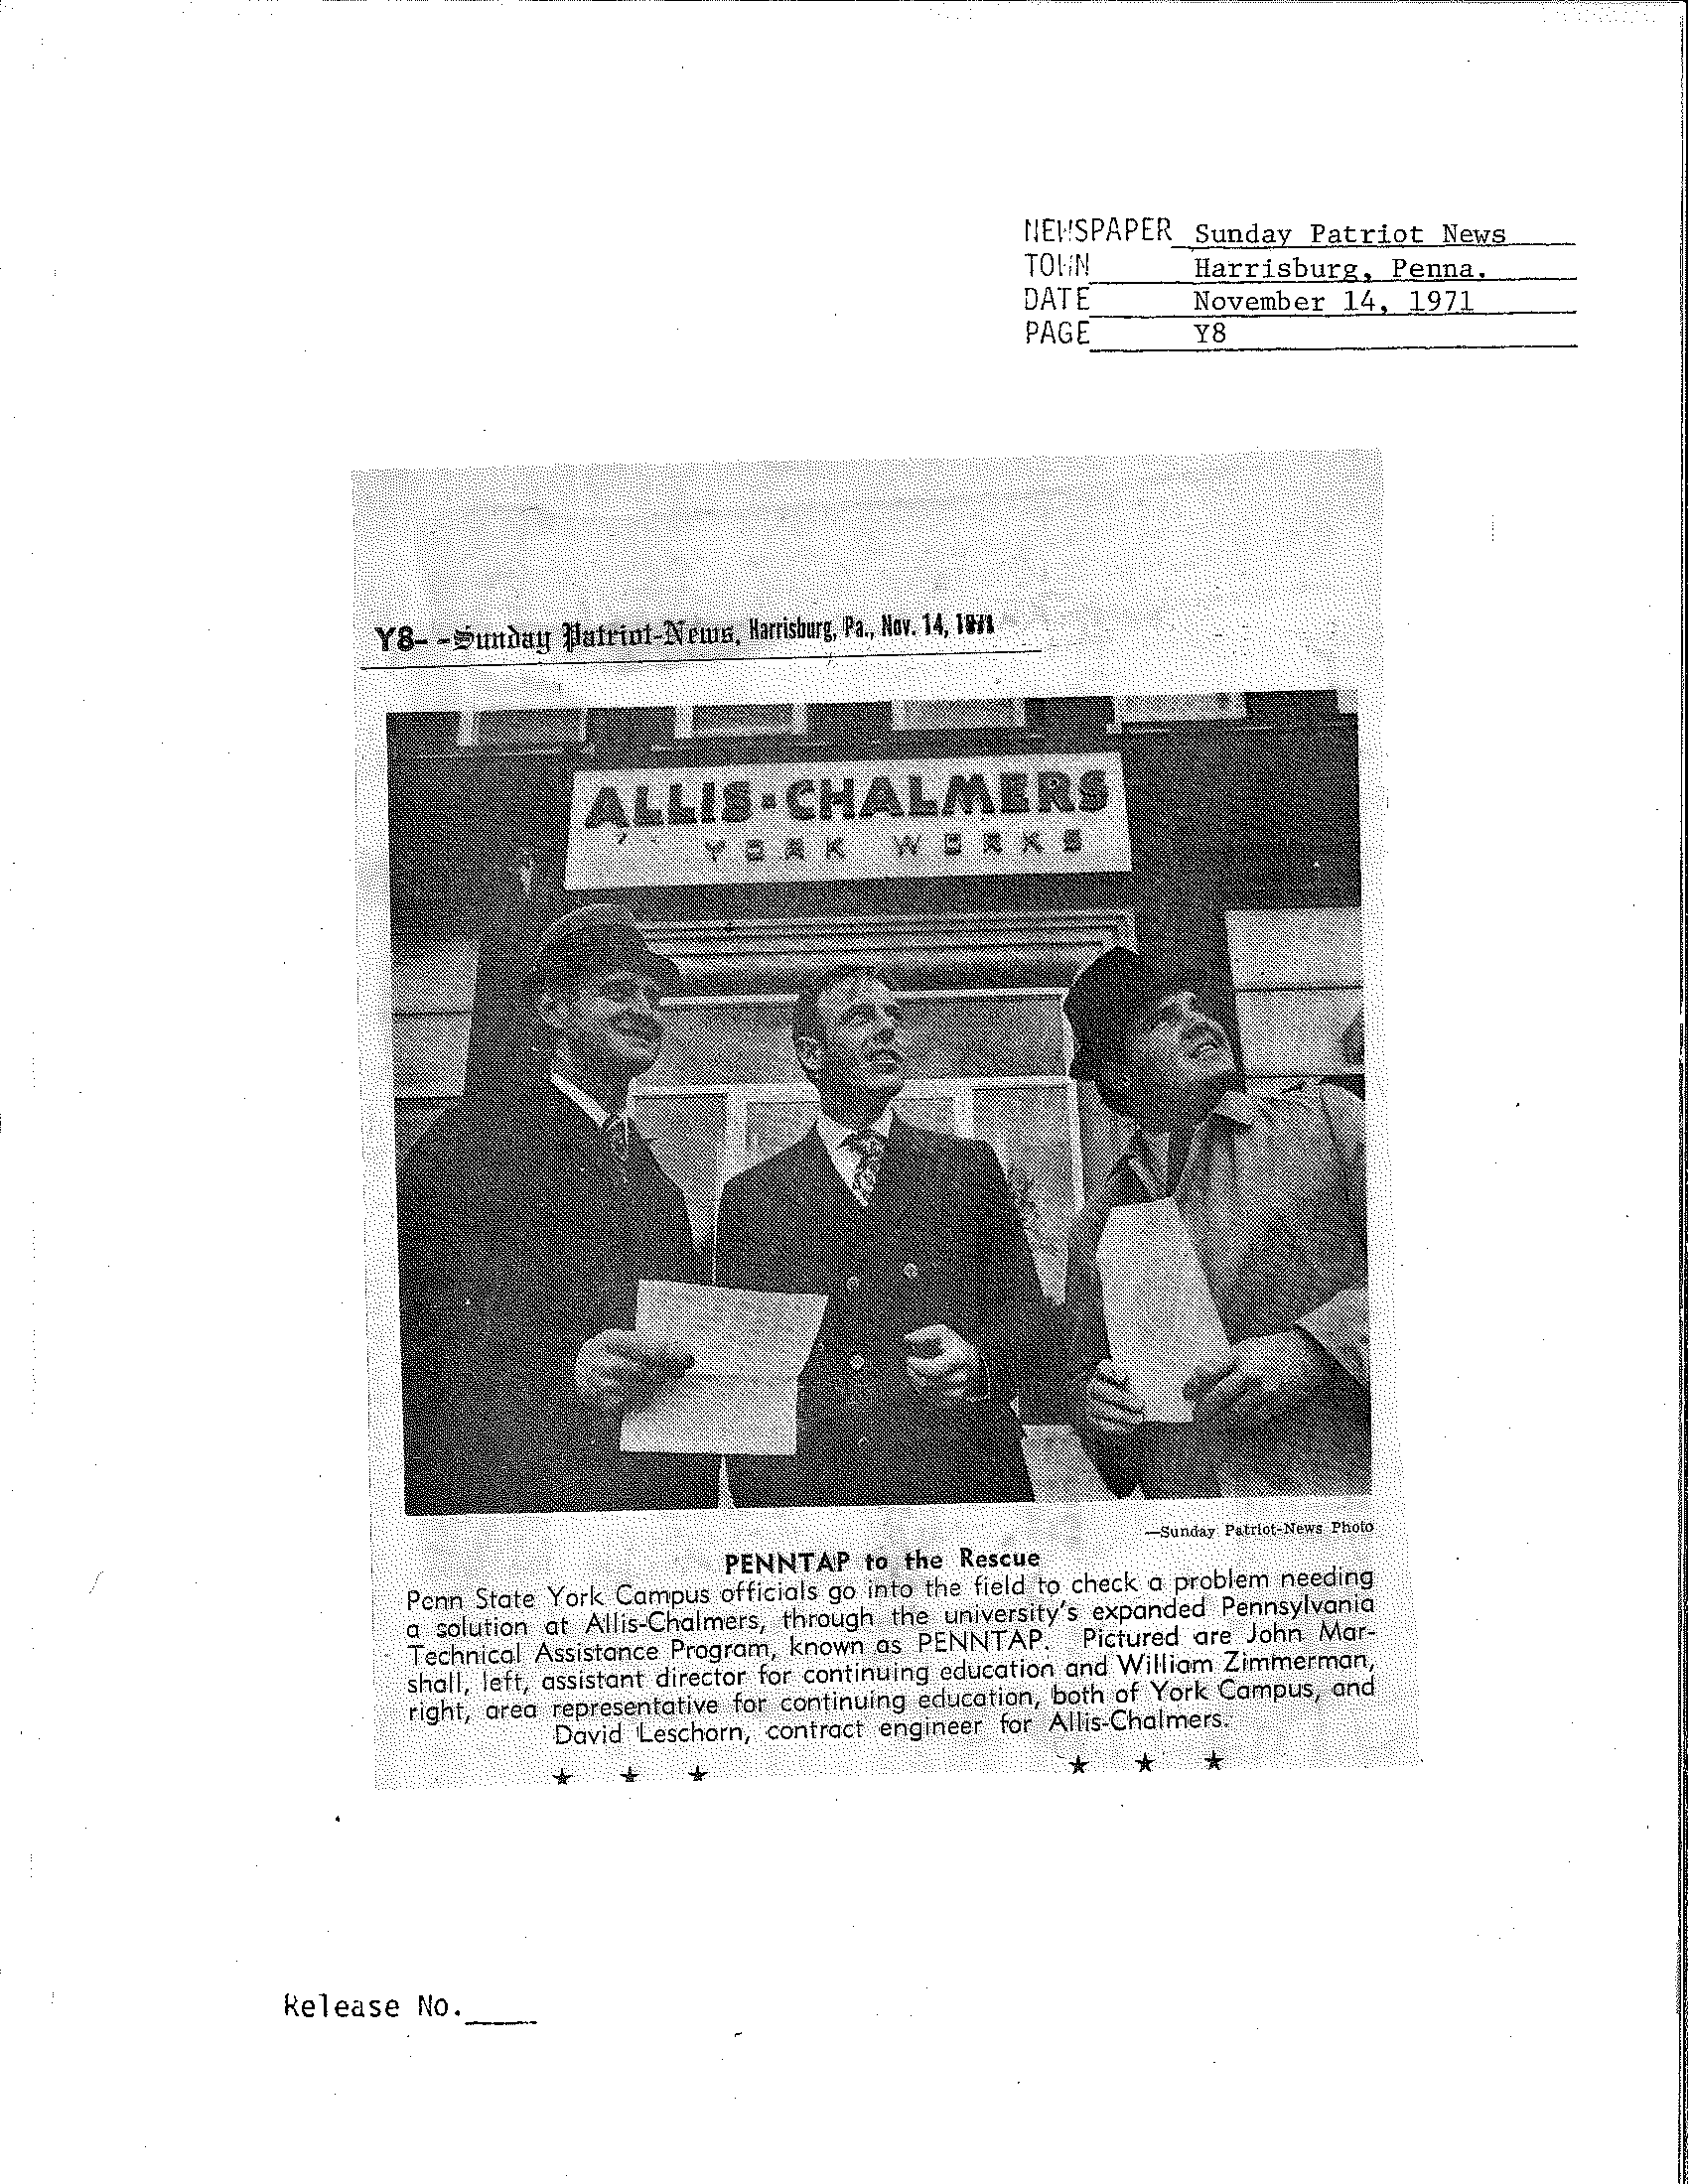 NEWSPAPER Sunday Patriot News
TOWN Harrisburg, Penna.
DATE November 14, 1971
PAGE Y8
Y8- -Sunday Patriot-News, Harrisburg, Pa., Nov. 14, 1971
ALLIS-CHALMERS
YORK WORKS
—Sunday Patriot-News Photo
PENNTAP to the Rescue
Penn State York Campus officials go into the field to check a problem needing
a solution at Allis-Chalmers, through the university's expanded Pennsylvania
Technical Assistance Program, known as PENNTAP. Pictured are John Mar-
shall, left, assistant director for continuing education and William Zimmerman,
right, area representative for continuing education, both of York Campus, and
David Leschorn, contract engineer for Allis-Chalmers.
★ ★ ★ ★ ★ ★
Release No.____